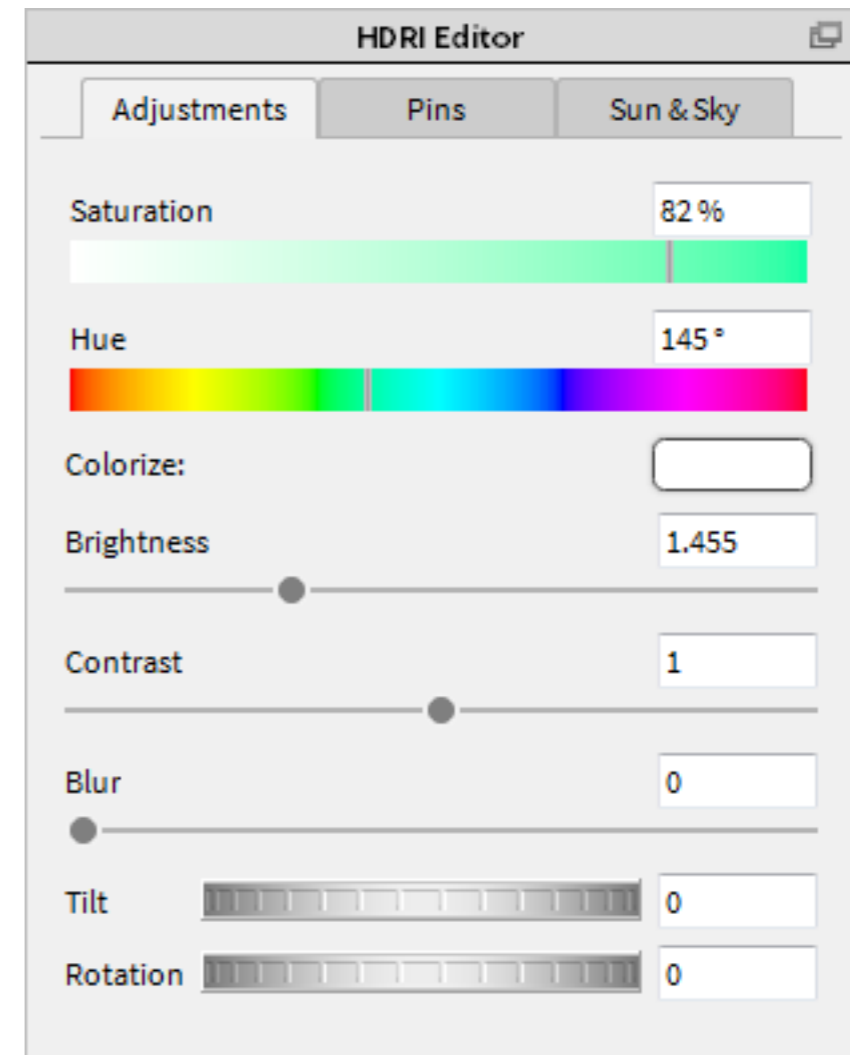 HDRI Editor
Adjustments Pins Sun & Sky
Saturation 82 %
Hue 145 °
Colorize:
Brightness 1.455
Contrast 1
Blur 0
Tilt 0
Rotation 0